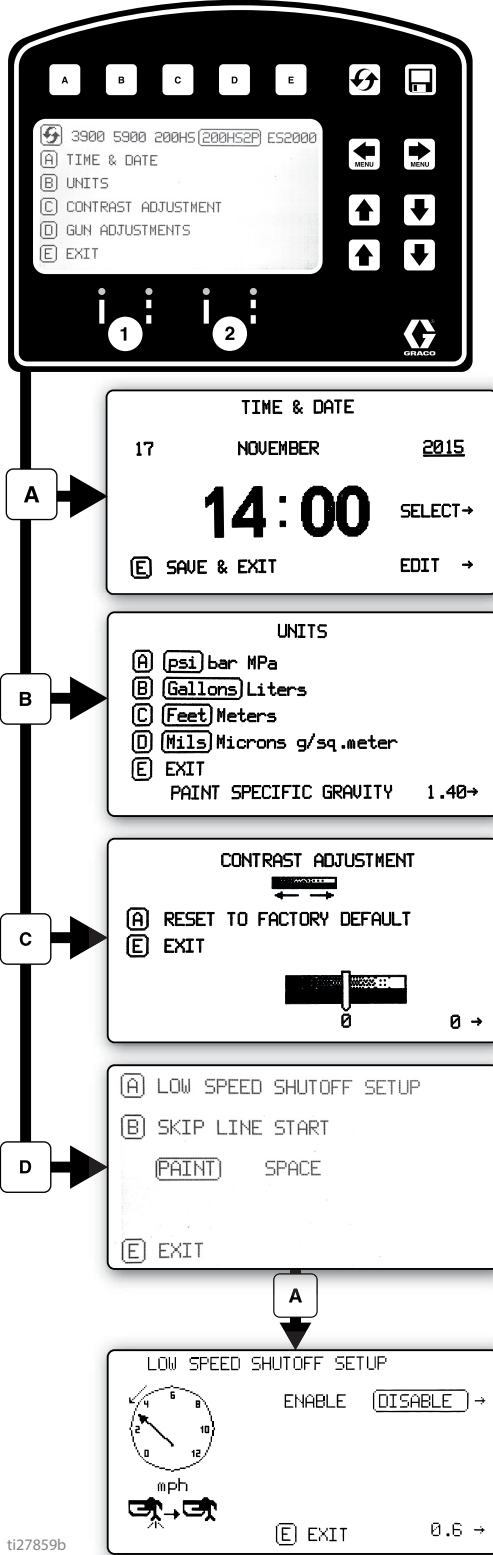 A B C D E
3900 5900 200HS 200HS2P ES2000
A TIME & DATE
B UNITS
C CONTRAST ADJUSTMENT
D GUN ADJUSTMENTS
E EXIT
MENU MENU
1 2
GRACO
A
TIME & DATE
17 NOVEMBER 2015
14:00 SELECT→
E SAVE & EXIT EDIT →
B
UNITS
A psi bar MPa
B Gallons Liters
C Feet Meters
D Mils Microns g/sq.meter
E EXIT
PAINT SPECIFIC GRAVITY 1.40→
C
CONTRAST ADJUSTMENT
A RESET TO FACTORY DEFAULT
E EXIT
0 0 →
D
A LOW SPEED SHUTOFF SETUP
B SKIP LINE START
PAINT SPACE
E EXIT
A
LOW SPEED SHUTOFF SETUP
ENABLE DISABLE →
0 2 4 6 8 10 12
mph
E EXIT 0.6 →
ti27859b